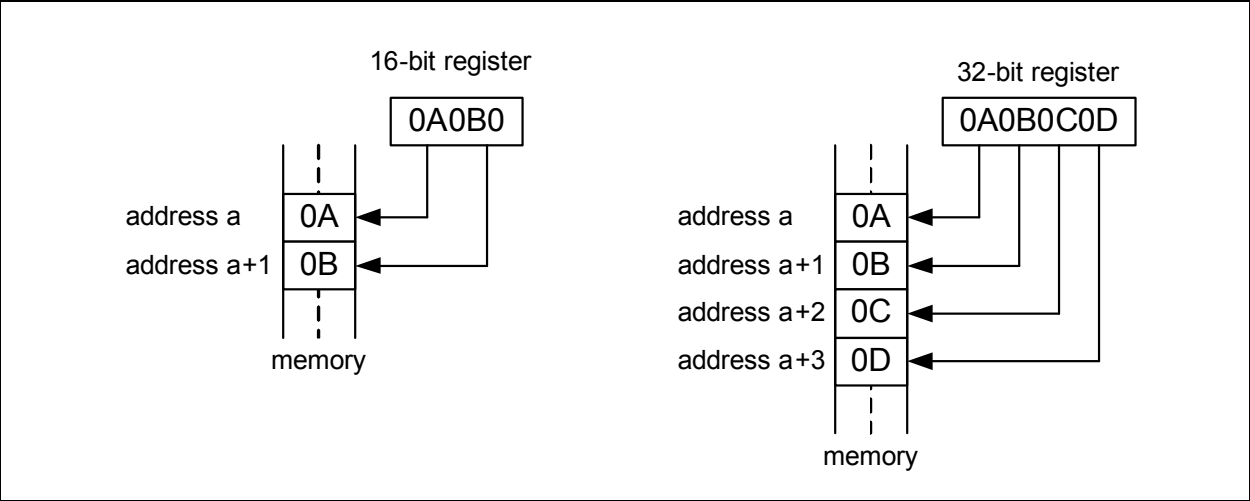 16-bit register
0A0B0
address a
0A
address a+1
0B
memory
32-bit register
0A0B0C0D
address a
0A
address a+1
0B
address a+2
0C
address a+3
0D
memory